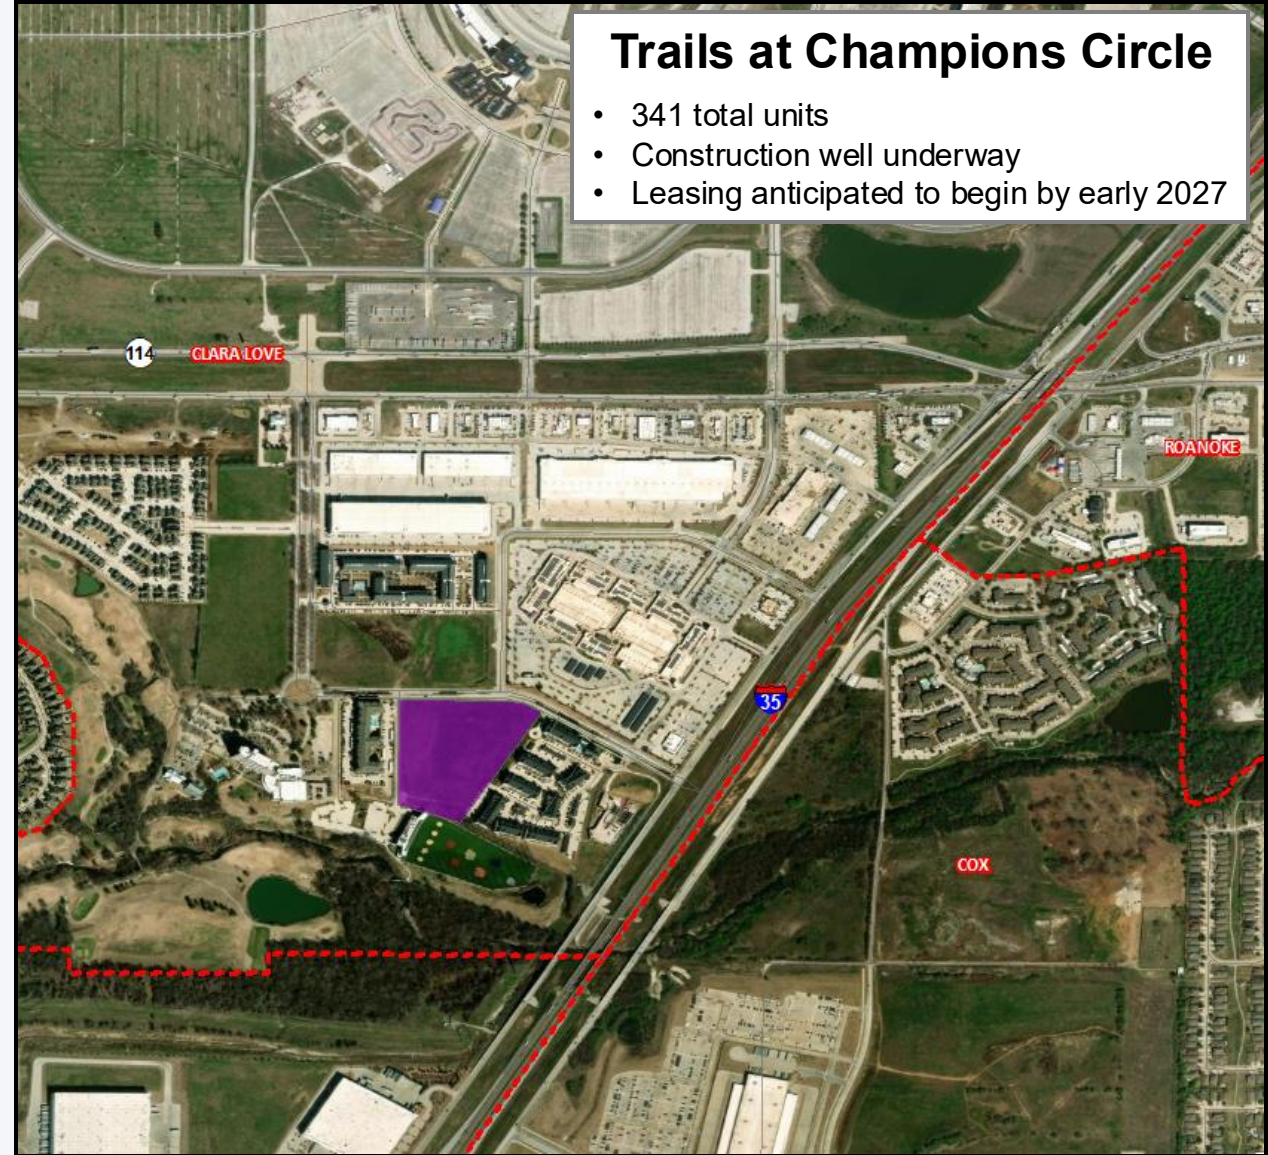 Trails at Champions Circle
• 341 total units
• Construction well underway
• Leasing anticipated to begin by early 2027
114
CLARA LOVE
ROANOKE
35
COX